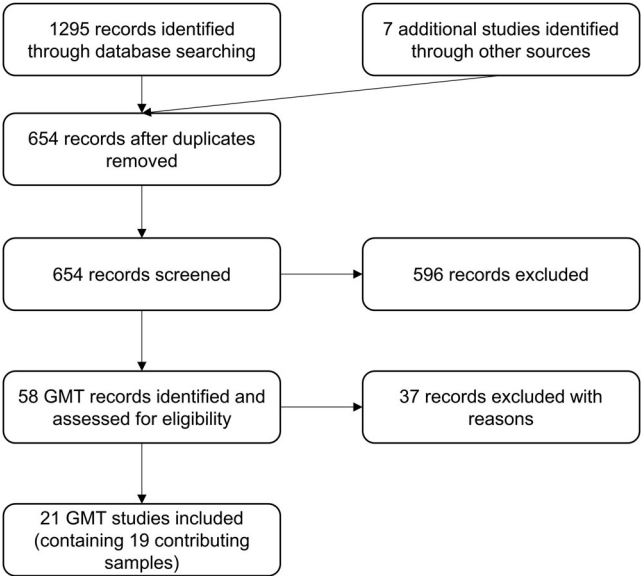 1295 records identified
through database searching
7 additional studies identified
through other sources
654 records after duplicates
removed
654 records screened
596 records excluded
58 GMT records identified and
assessed for eligibility
37 records excluded with
reasons
21 GMT studies included
(containing 19 contributing
samples)